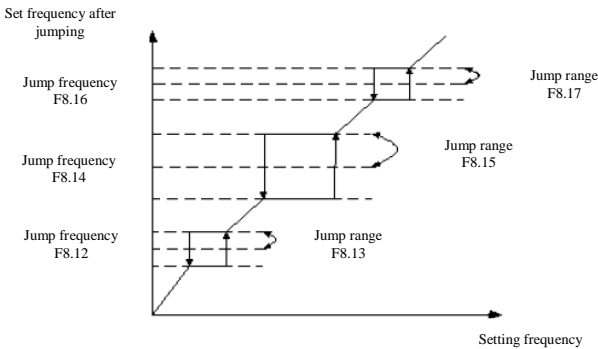 Set frequency after
jumping
Jump frequency
F8.16
Jump range
F8.17
Jump frequency
F8.14
Jump range
F8.15
Jump frequency
F8.12
Jump range
F8.13
Setting frequency